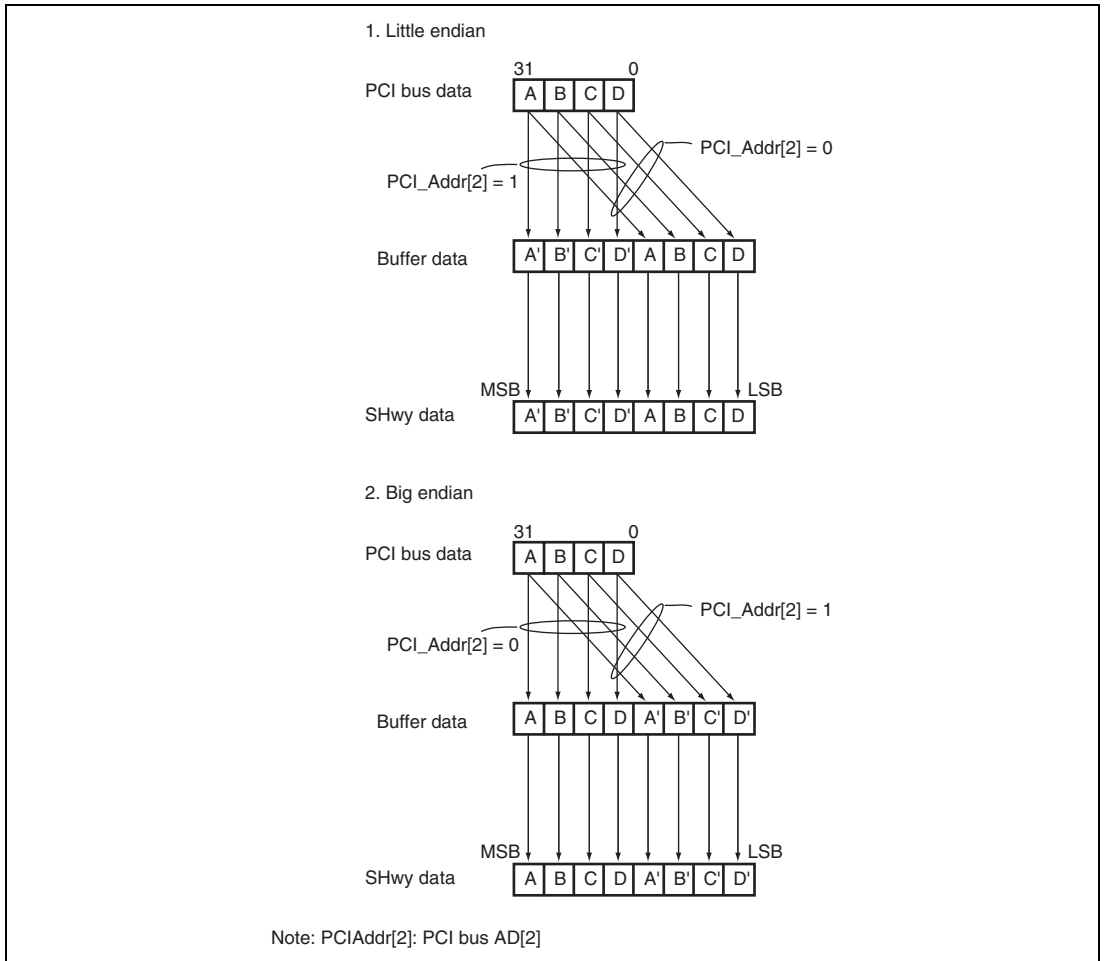 1. Little endian
31 0
PCI bus data A B C D
PCI_Addr[2] = 0
PCI_Addr[2] = 1
Buffer data A' B' C' D' A B C D
MSB LSB
SHwy data A' B' C' D' A B C D
2. Big endian
31 0
PCI bus data A B C D
PCI_Addr[2] = 1
PCI_Addr[2] = 0
Buffer data A B C D A' B' C' D'
MSB LSB
SHwy data A B C D A' B' C' D'
Note: PCIAddr[2]: PCI bus AD[2]